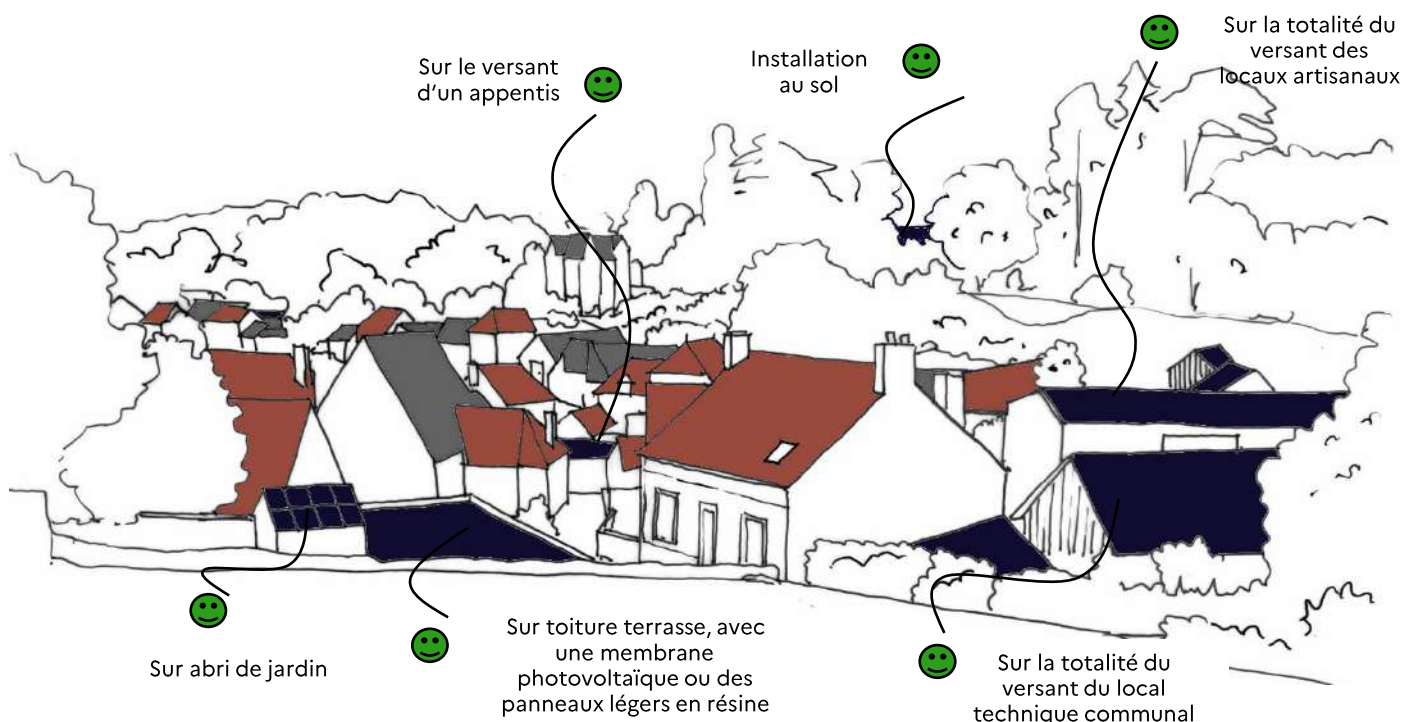 Sur le versant
d'un appentis
Installation
au sol
Sur la totalité du
versant des
locaux artisanaux
Sur abri de jardin
Sur toiture terrasse, avec
une membrane
photovoltaïque ou des
panneaux légers en résine
Sur la totalité du
versant du local
technique communal